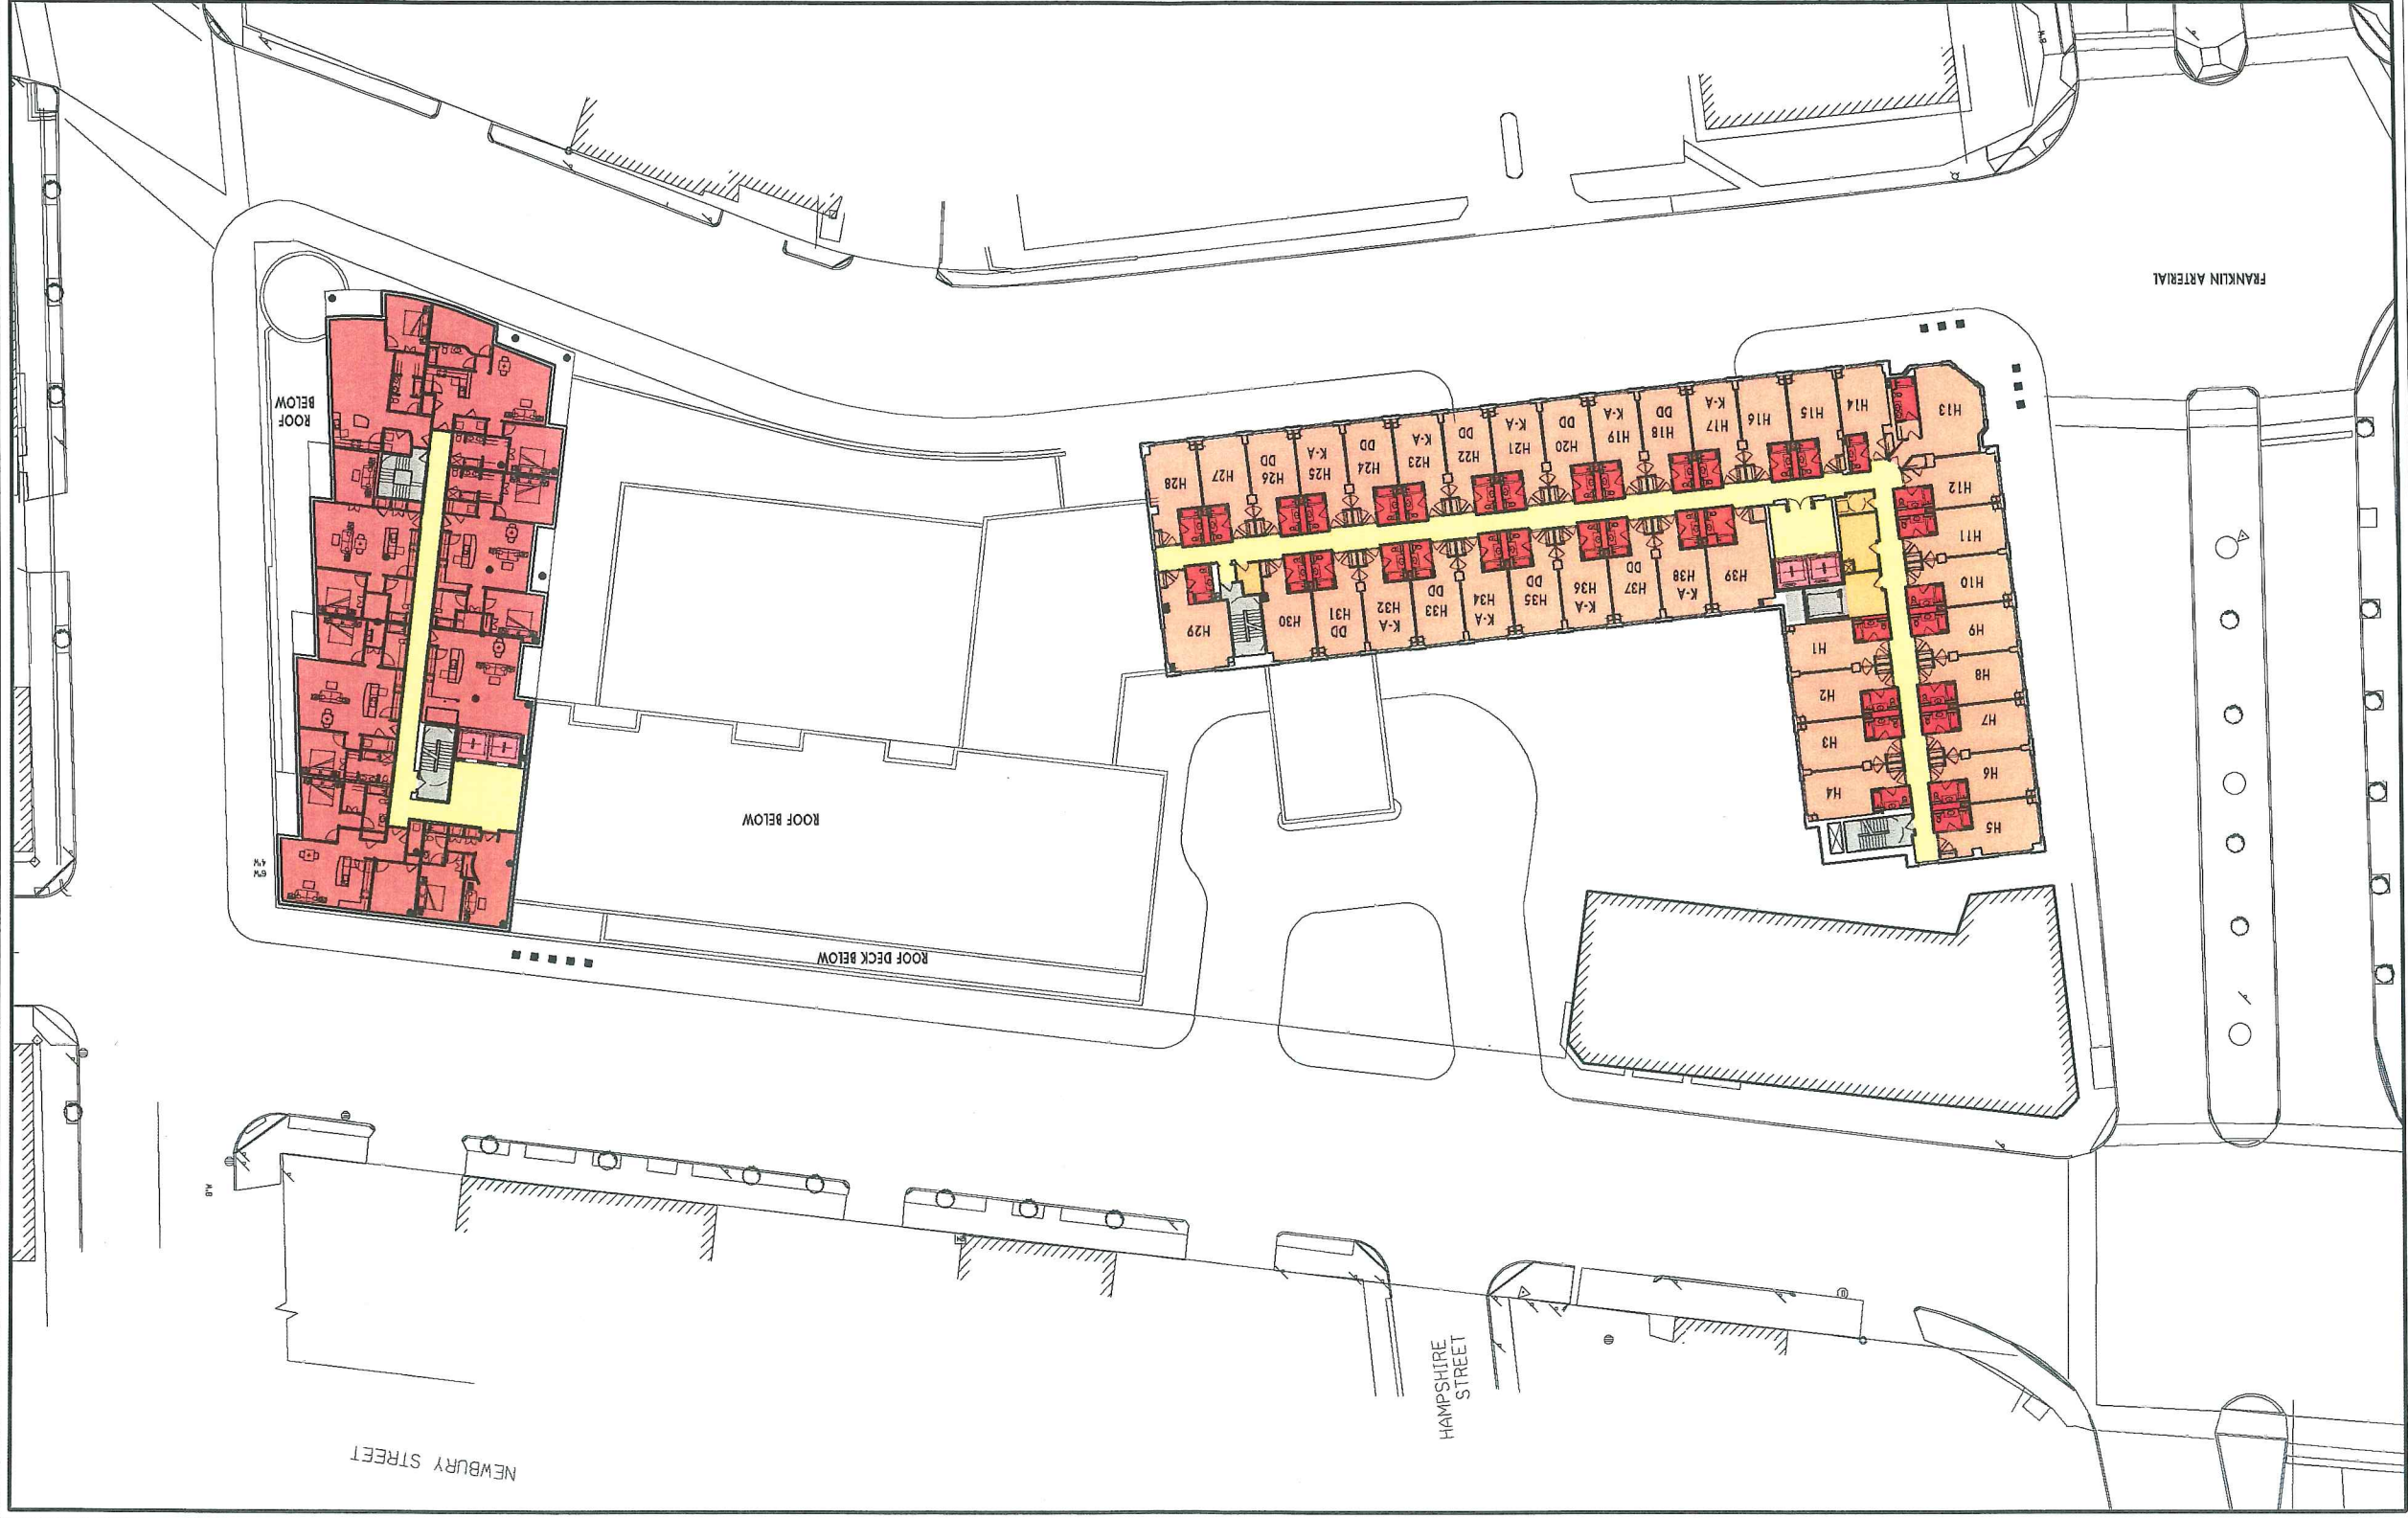 NEWBURY STREET
HAMPSHIRE
STREET
FRANKLIN ARTERIAL
ROOF DECK BELOW
ROOF BELOW
ROOF
BELOW
H5
H4
H6
H3
H7
H2
H8
H1
H9
H10
H11
H12
H13
H14
H15
H16
H17
K-A
H18
DD
H19
K-A
H20
DD
H21
K-A
H22
DD
H23
K-A
H24
DD
H25
K-A
H26
DD
H27
H28
H29
H30
H31
DD
H32
K-A
H33
DD
H34
K-A
H35
DD
H36
K-A
H37
DD
H38
K-A
H39
6"W
4"W